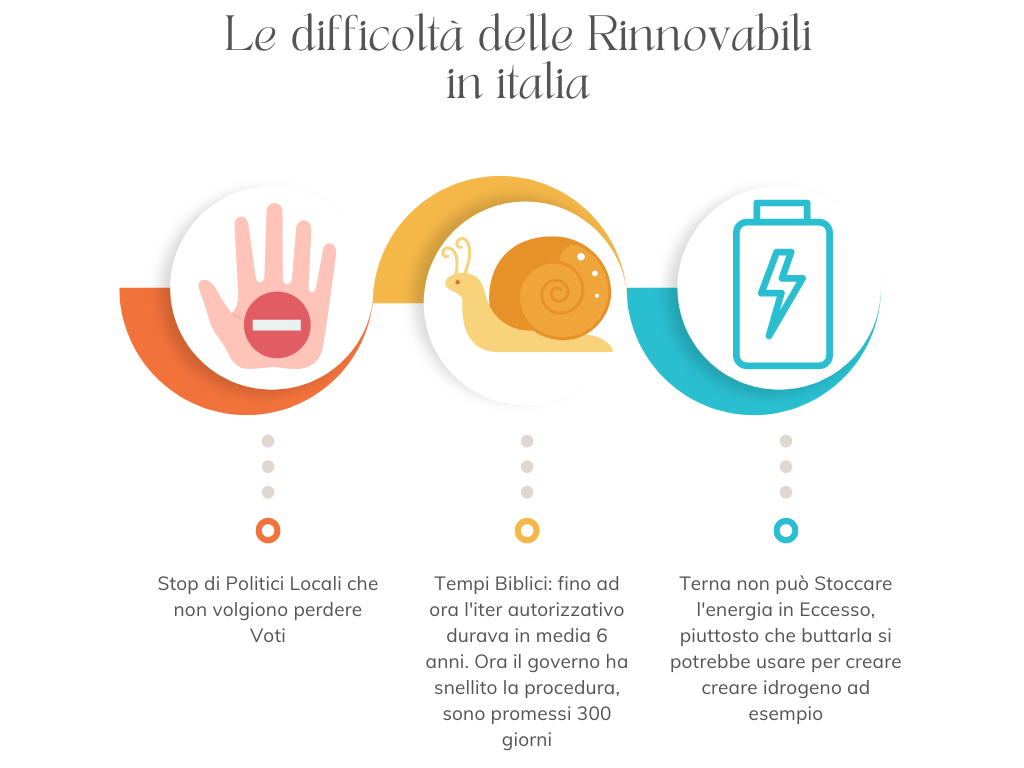 Le difficoltà delle Rinnovabili
in italia
Stop di Politici Locali che
non volgiono perdere
Voti
Tempi Biblici: fino ad
ora l'iter autorizzativo
durava in media 6
anni. Ora il governo ha
snellito la procedura,
sono promessi 300
giorni
Terna non può Stoccare
l'energia in Eccesso,
piuttosto che buttarla si
potrebbe usare per creare
creare idrogeno ad
esempio